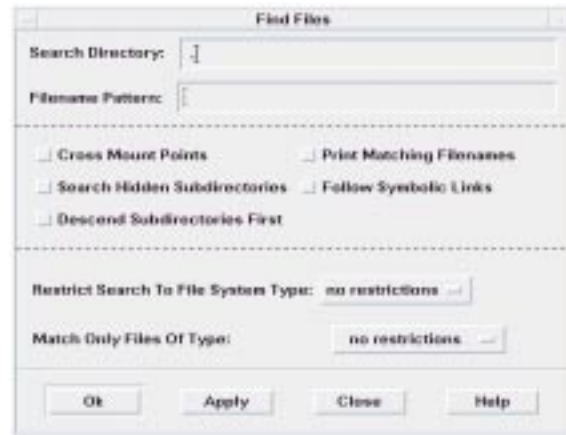 Find Files
Search Directory: .
Filename Pattern:
Cross Mount Points
Print Matching Filenames
Search Hidden Subdirectories
Follow Symbolic Links
Descend Subdirectories First
Restrict Search To File System Type: no restrictions
Match Only Files Of Type: no restrictions
Ok Apply Close Help